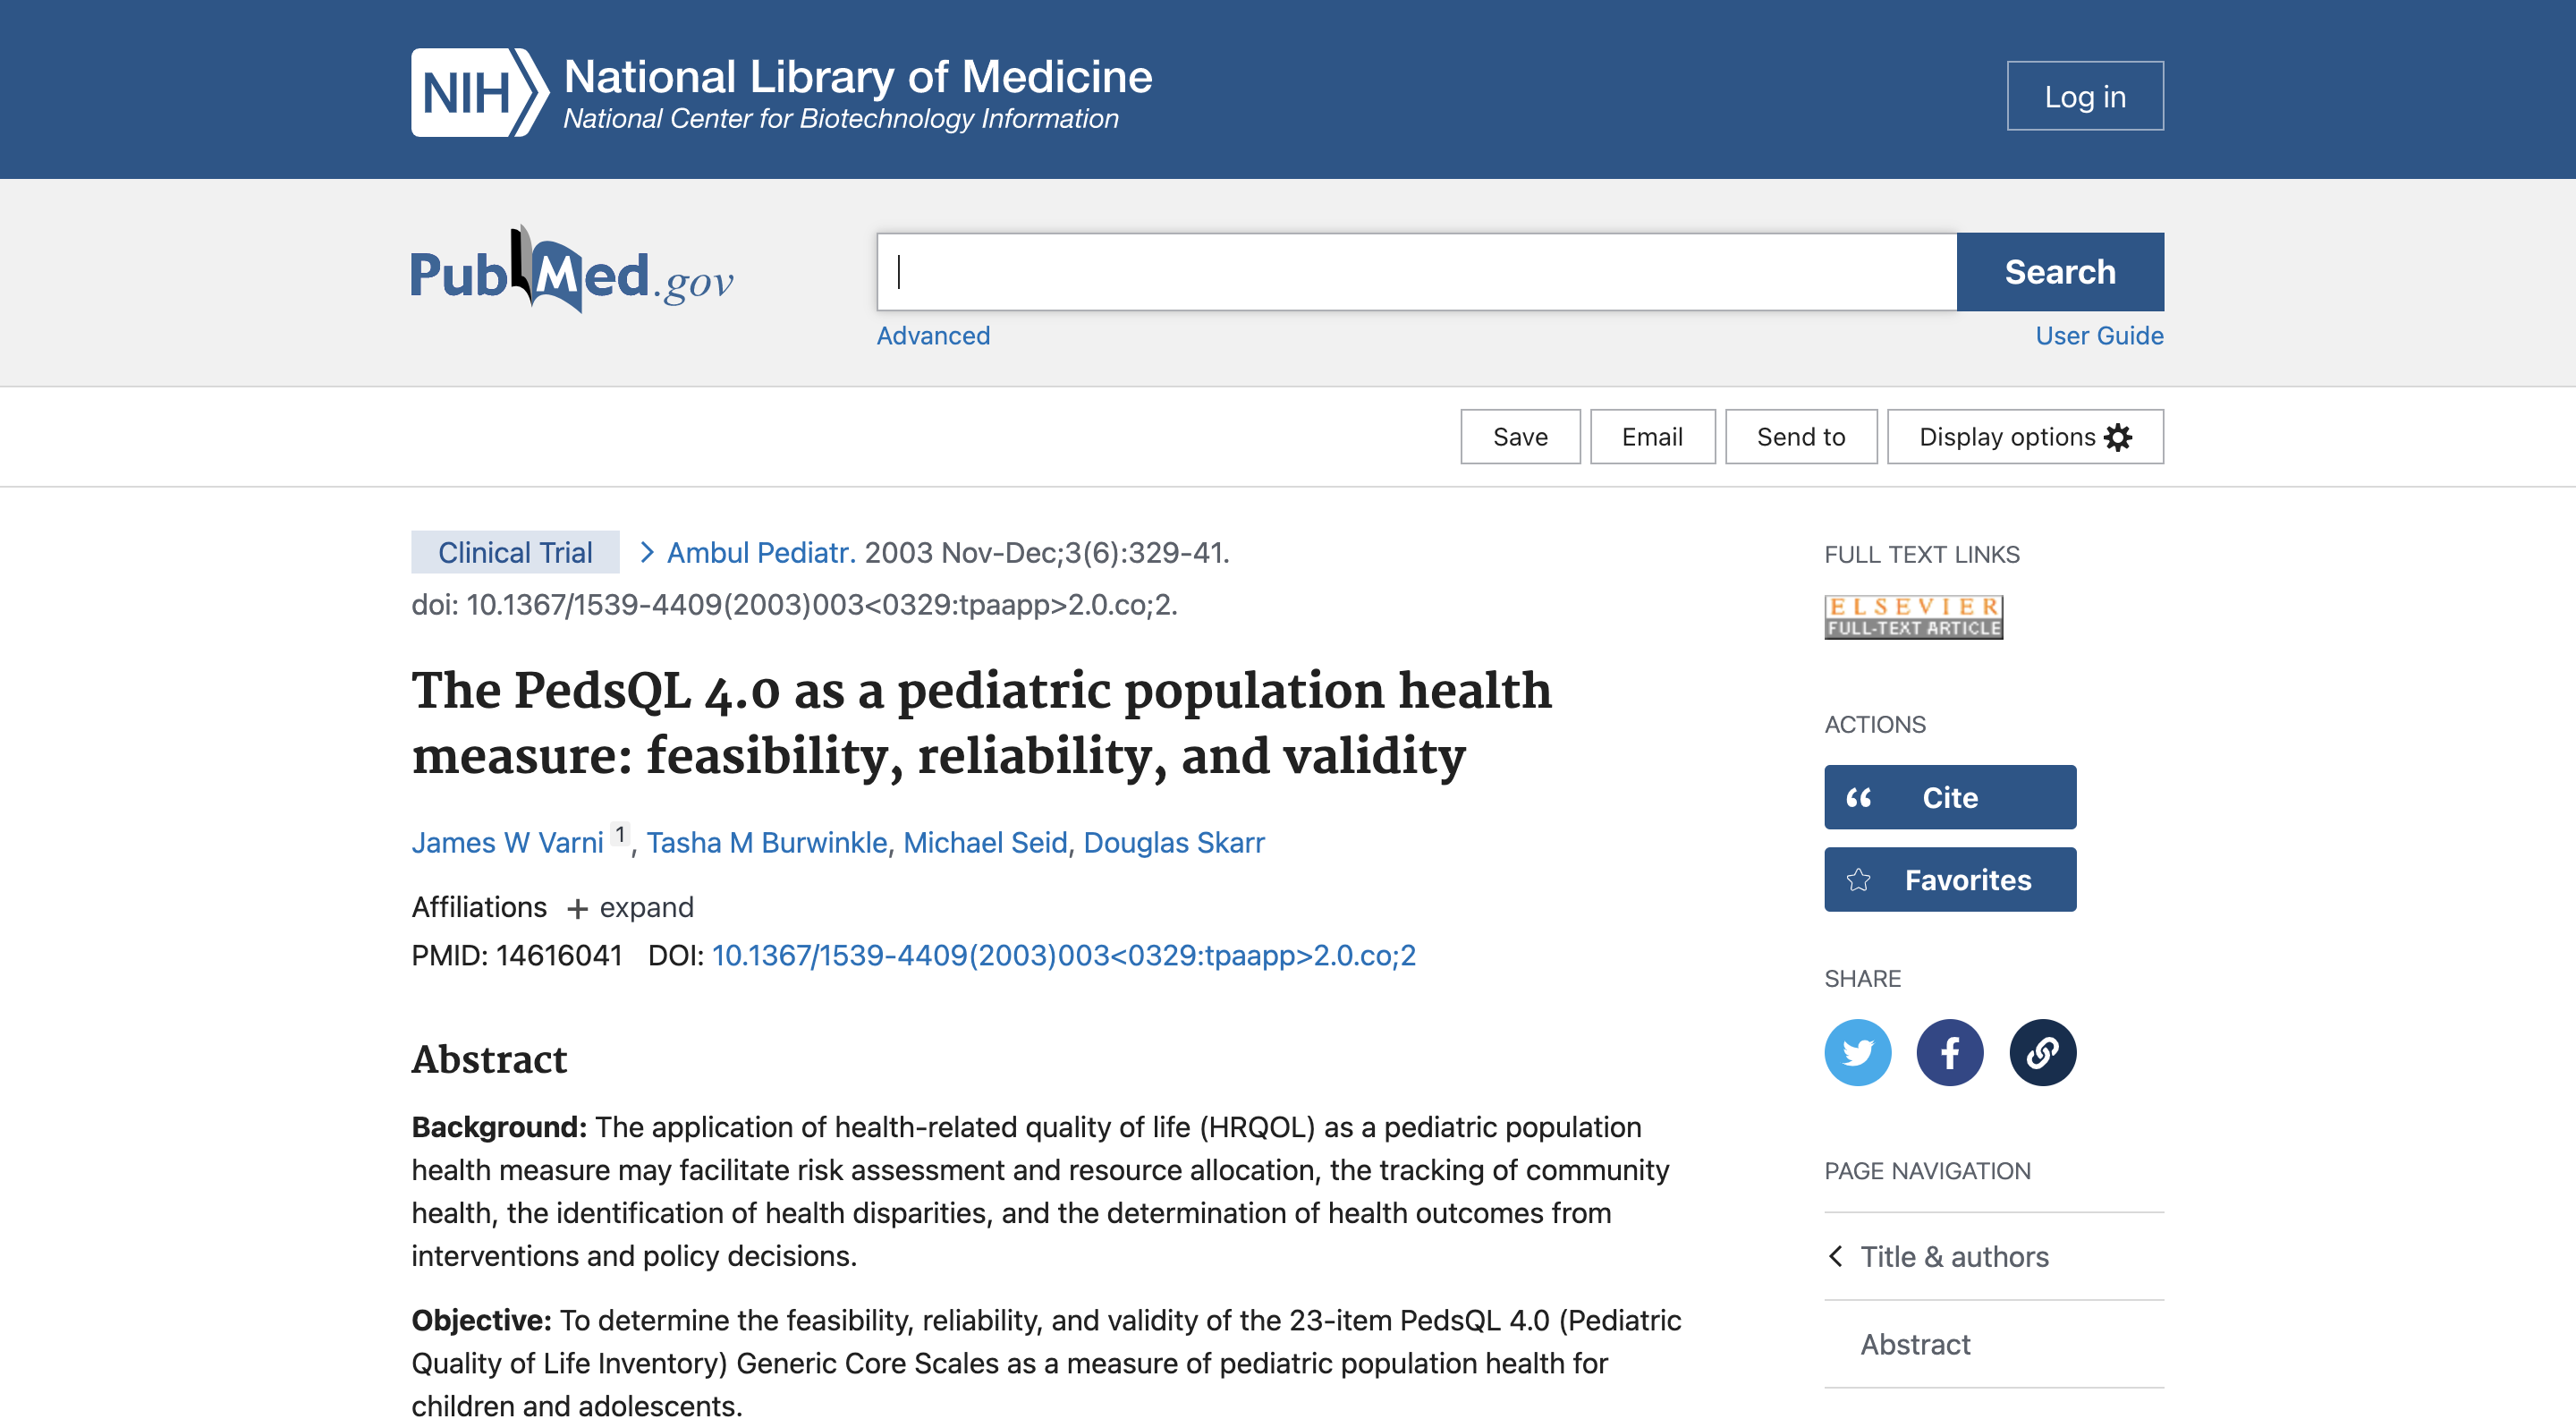 NIH National Library of Medicine
National Center for Biotechnology Information
Log in
PubMed.gov
Search
Advanced
User Guide
Save
Email
Send to
Display options
Clinical Trial > Ambul Pediatr. 2003 Nov-Dec;3(6):329-41.
doi: 10.1367/1539-4409(2003)003<0329:tpaapp>2.0.co;2.
The PedsQL 4.0 as a pediatric population health
measure: feasibility, reliability, and validity
James W Varni 1, Tasha M Burwinkle, Michael Seid, Douglas Skarr
Affiliations + expand
PMID: 14616041 DOI: 10.1367/1539-4409(2003)003<0329:tpaapp>2.0.co;2
Abstract
Background: The application of health-related quality of life (HRQOL) as a pediatric population
health measure may facilitate risk assessment and resource allocation, the tracking of community
health, the identification of health disparities, and the determination of health outcomes from
interventions and policy decisions.
Objective: To determine the feasibility, reliability, and validity of the 23-item PedsQL 4.0 (Pediatric
Quality of Life Inventory) Generic Core Scales as a measure of pediatric population health for
children and adolescents.
FULL TEXT LINKS
ELSEVIER
FULL-TEXT ARTICLE
ACTIONS
Cite
Favorites
SHARE
PAGE NAVIGATION
Title & authors
Abstract